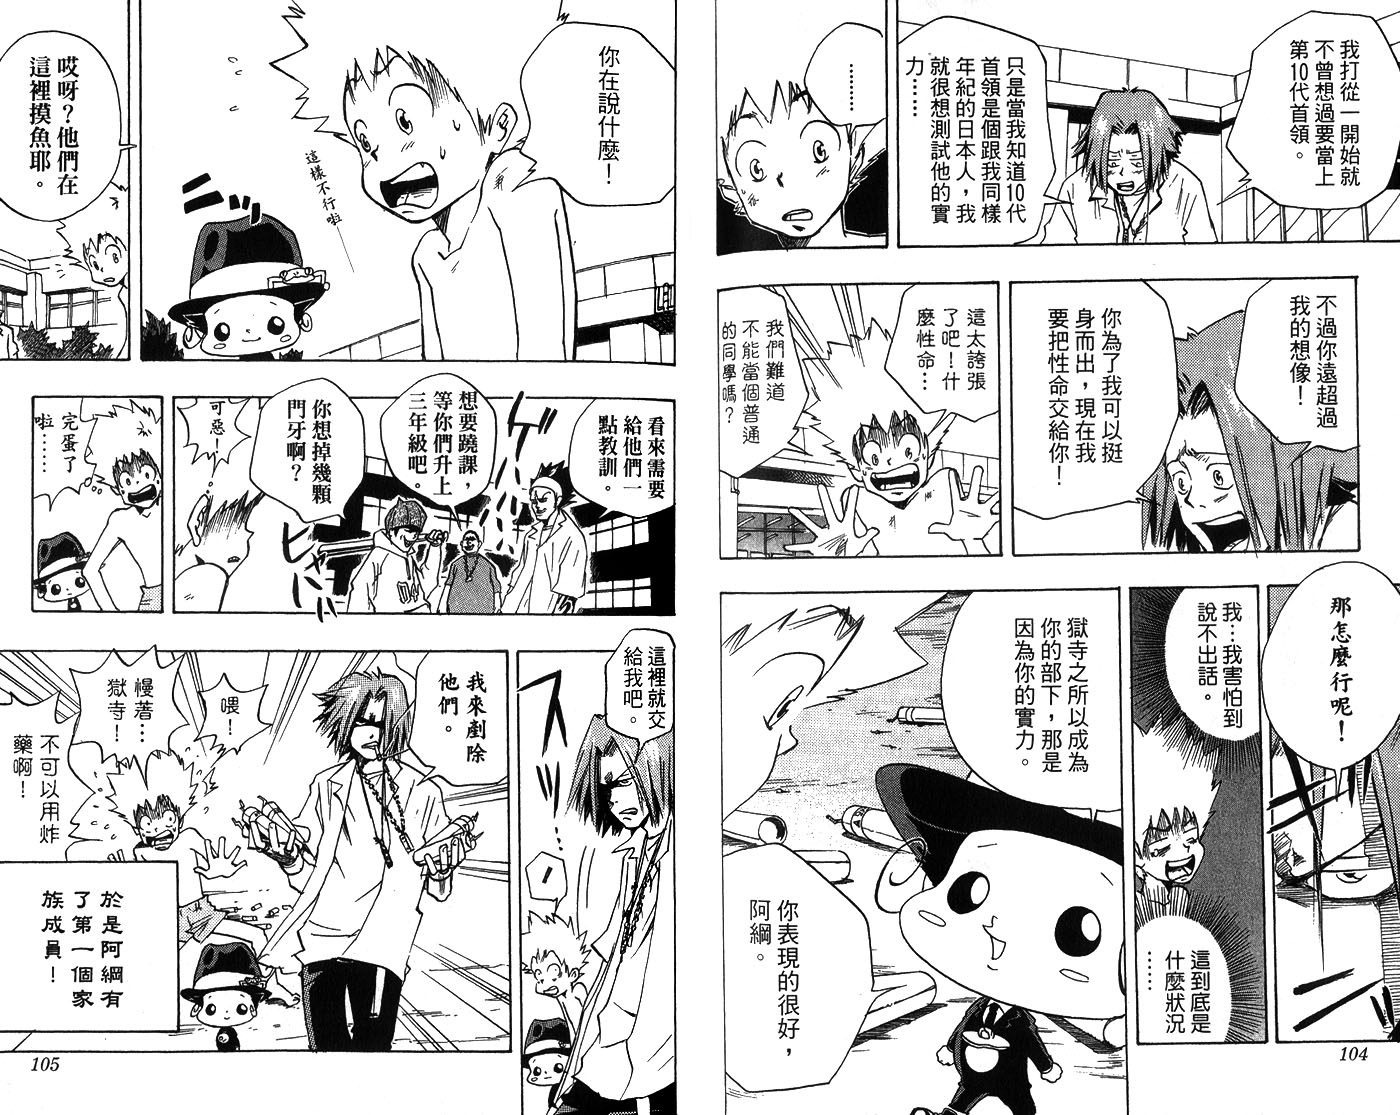 我打從一開始就
不曾想過要當上
第10代首領。
只是當我知道10代
首領是個跟我同樣
年紀的日本人，我
就很想測試他的實
力……
……
不過你遠超過
我的想像！
你為了我可以挺
身而出，現在我
要把性命交給你！
這太誇張
了吧！什
麼性命…
我們難道
不能當個普通
的同學嗎？
那怎麼行呢！
我…我害怕到
說不出話。
這到底是
什麼狀況
……
獄寺之所以成為
你的部下，那是
因為你的實力。
你表現的很好，
阿綱。
104
你在說什麼！
這樣不行啦
哎呀？他們在
這裡摸魚耶。
看來需要
給他們一
點教訓。
想要蹺課，
等你們升上
三年級吧。
你想掉幾顆
門牙啊？
ヘラヘラ
ビュッ
可惡！
完蛋了
啦……
這裡就交
給我吧。
スッ
我來剷除
他們。
喂！
慢著…
獄寺！
不可以用炸
藥啊！
於是阿綱有
了第一個家
族成員！
105